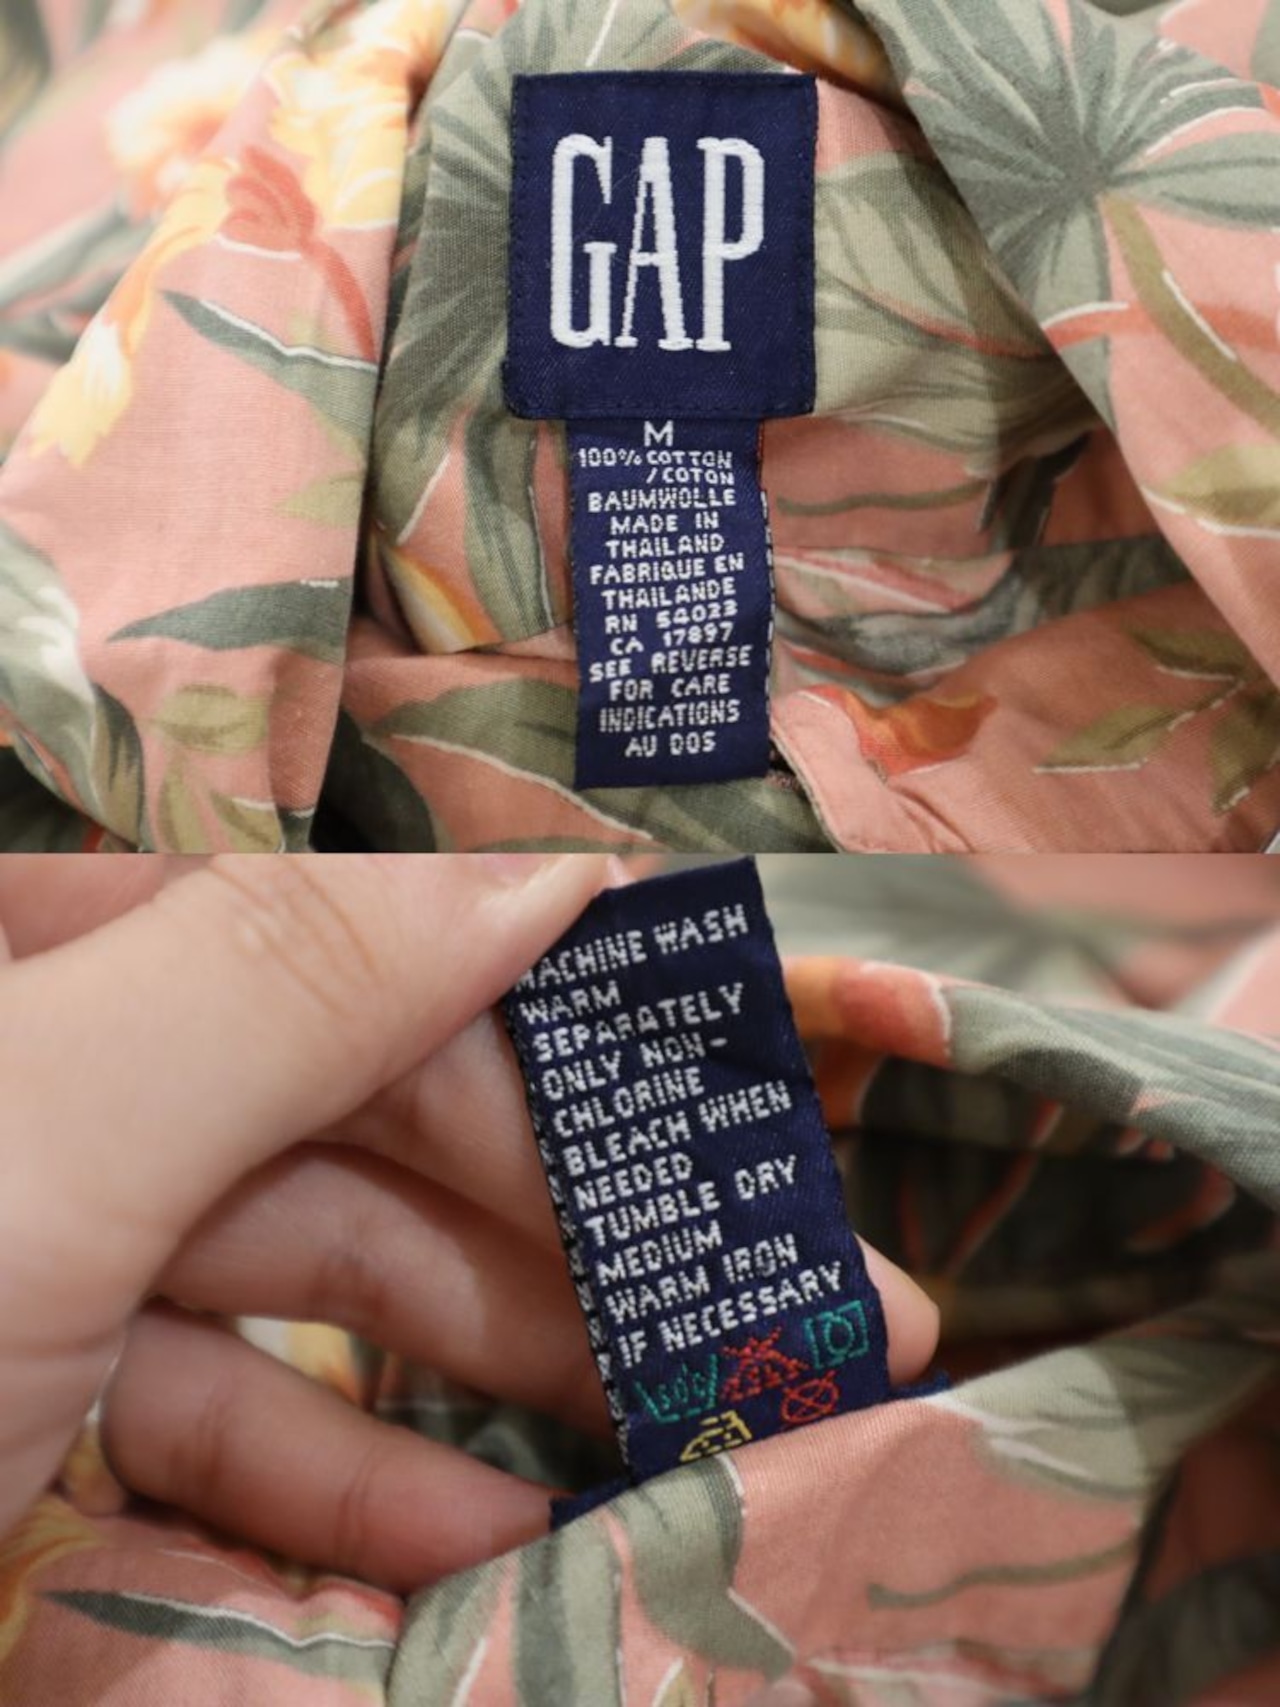 GAP
M
100% COTTON
/COTON
BAUMWOLLE
MADE IN
THAILAND
FABRIQUE EN
THAILANDE
RN 54023
CA 17897
SEE REVERSE
FOR CARE
INDICATIONS
AU DOS
MACHINE WASH
WARM
SEPARATELY
ONLY NON-
CHLORINE
BLEACH WHEN
NEEDED
TUMBLE DRY
MEDIUM
WARM IRON
IF NECESSARY